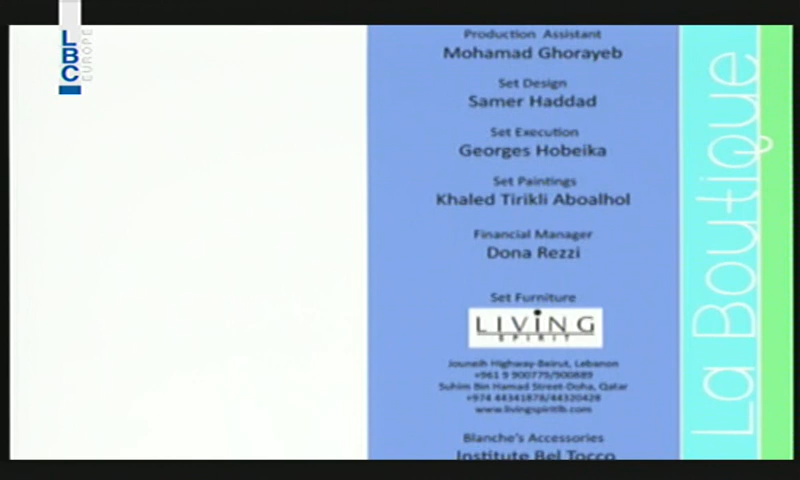 LBC
EUROPE
Production Assistant
Mohamad Ghorayeb
Set Design
Samer Haddad
Set Execution
Georges Hobeika
Set Paintings
Khaled Tirikli Aboalhol
Financial Manager
Dona Rezzi
Set Furniture
LIVING
SPIRIT
Jounieh Highway-Beirut, Lebanon
+961 9 900779/900889
Suhim Bin Hamad Street-Doha, Qatar
+974 44341878/44320428
www.livingspiritlb.com
Blanche's Accessories
Institute Bel Tocco
La Boutique